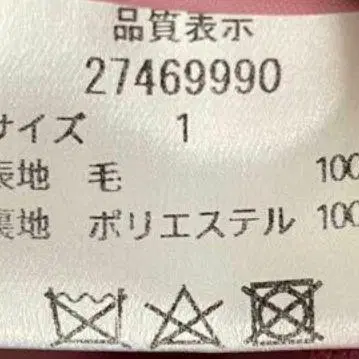 品質表示
27469990
サイズ 1
表地 毛 100
裏地 ポリエステル 100